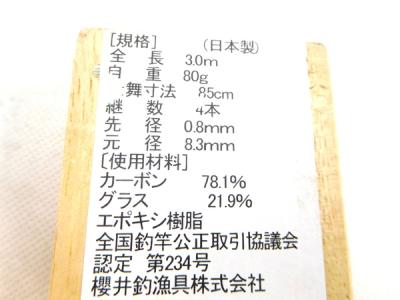 [規格] (日本製)
全長 3.0m
自重 80g
舞寸法 85cm
継数 4本
先径 0.8mm
元径 8.3mm
[使用材料]
カーボン 78.1%
グラス 21.9%
エポキシ樹脂
全国釣竿公正取引協議会
認定 第234号
櫻井釣漁具株式会社